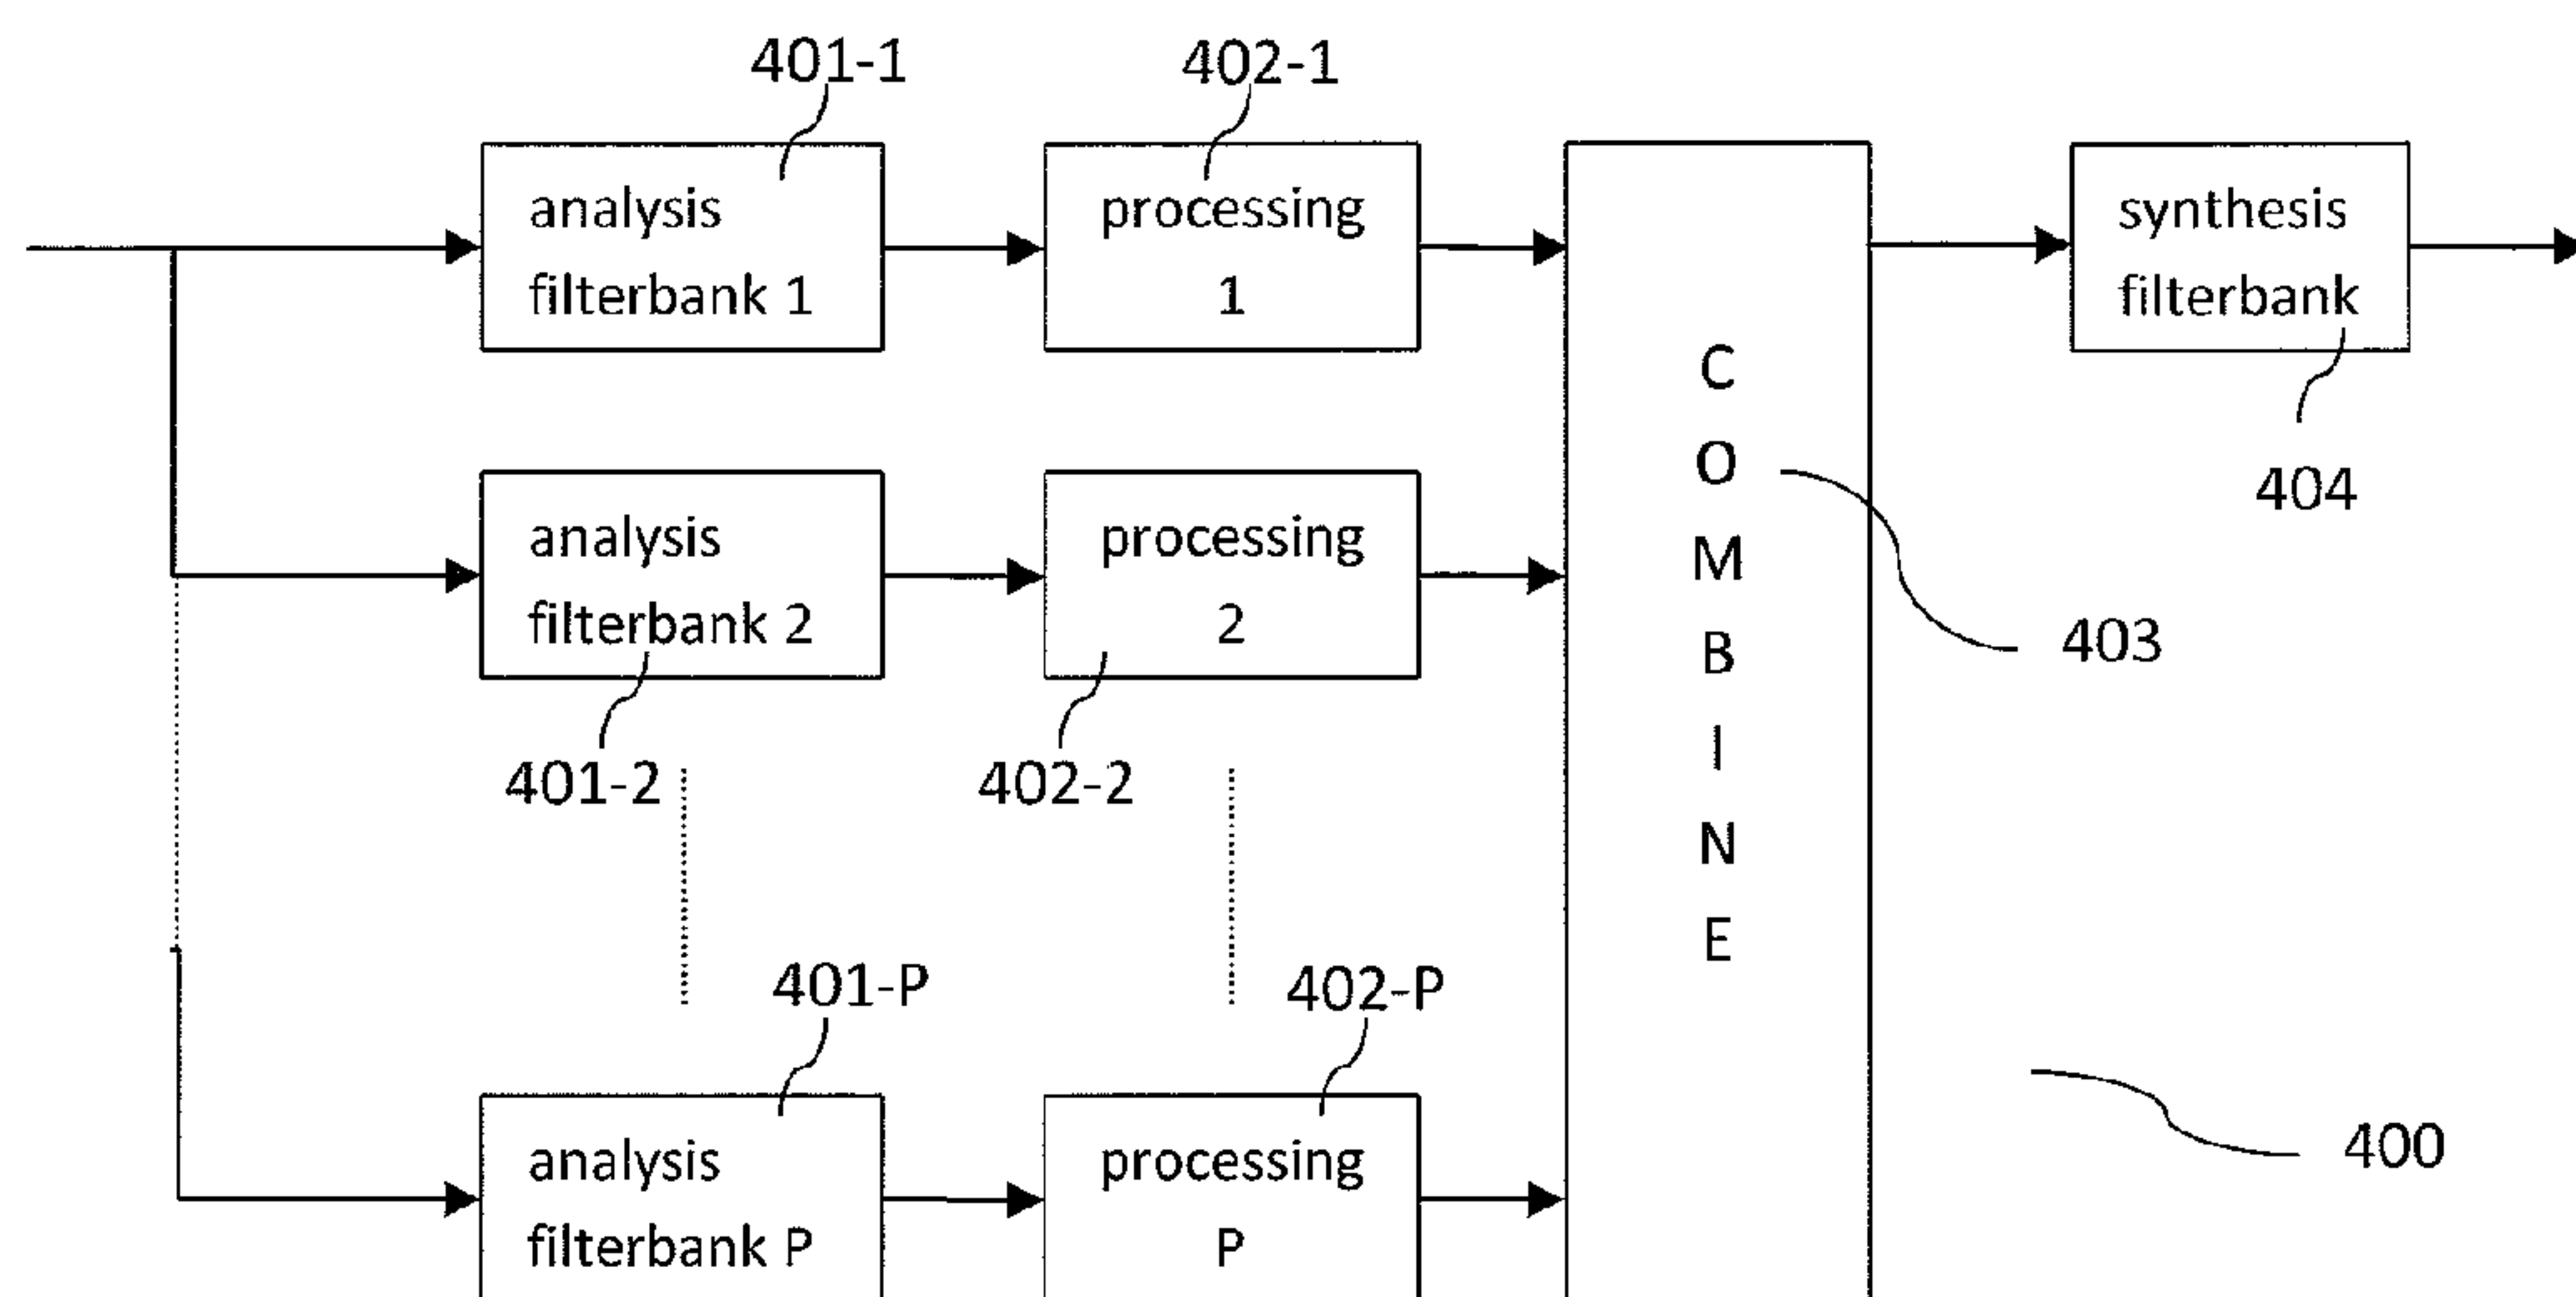 401-1
402-1
analysis
filterbank 1
processing
1
synthesis
filterbank
404
analysis
filterbank 2
processing
2
401-2
402-2
C
O
M
B
I
N
E
403
401-P
402-P
analysis
filterbank P
processing
P
400